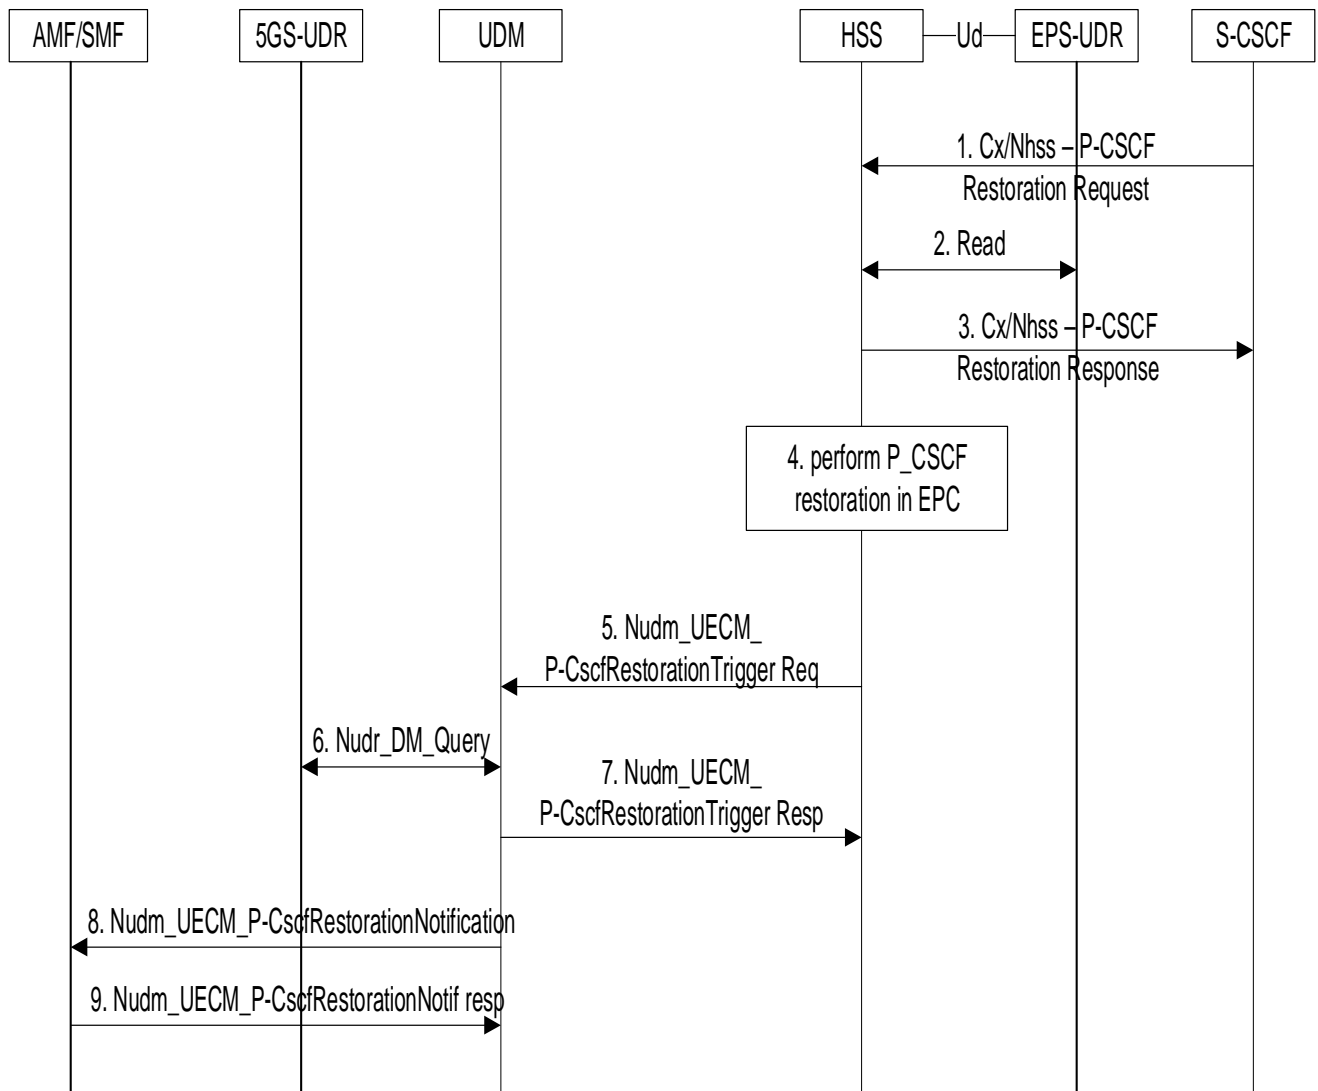 AMF/SMF
5GS-UDR
UDM
HSS
Ud
EPS-UDR
S-CSCF
1. Cx/Nhss – P-CSCF
Restoration Request
2. Read
3. Cx/Nhss – P-CSCF
Restoration Response
4. perform P_CSCF
restoration in EPC
5. Nudm_UECM_
P-CscfRestorationTrigger Req
6. Nudr_DM_Query
7. Nudm_UECM_
P-CscfRestorationTrigger Resp
8. Nudm_UECM_P-CscfRestorationNotification
9. Nudm_UECM_P-CscfRestorationNotif resp